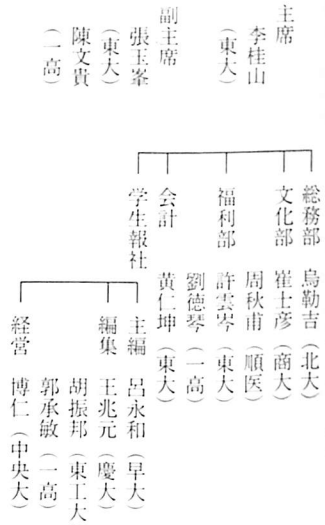 主席
李桂山
(東大)
副主席
張玉峯
(東大)
陳文貴
(一高)
総務部 烏勒吉(北大)
文化部 崔士彦(商大)
周秋甫(順医)
福利部 許雲岑(東大)
劉徳琴(一高)
会計 黄仁坤(東大)
学生報社
主編 呂永和(早大)
編集 王兆元(慶大)
胡振邦(東工大
郭承敏(一高)
経営 博仁(中央大)